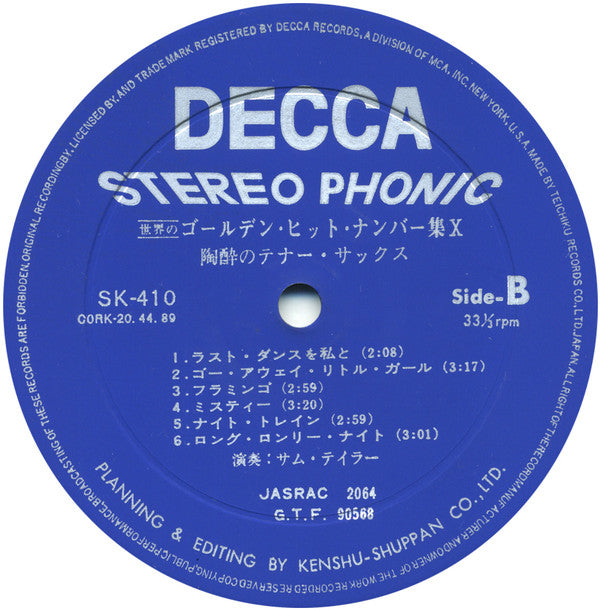 AND TRADE MARK REGISTERED BY DECCA RECORDS, A DIVISION OF MCA, INC. NEW YORK, U.S.A. MADE BY TEICHIKU RECORDS CO., LTD. JAPAN. ALL RIGHT OF THE RECORD MANUFACTURER AND OWNER OF THE WORK RECORDED RESERVED. COPYING, PUBLIC PERFORMANCE, BROADCASTING OF THESE RECORDS ARE FORBIDDEN. ORIGINAL RECORDING BY, LICENSED BY,
DECCA
STEREO PHONIC
世界の ゴールデン・ヒット・ナンバー集X
陶酔のテナー・サックス
SK-410
CORK-20.44.89
Side-B
33⅓rpm
1.ラスト・ダンスを私と (2:08)
2.ゴー・アウェイ・リトル・ガール (3:17)
3.フラミンゴ (2:59)
4.ミスティー (3:20)
5.ナイト・トレイン (2:59)
6.ロング・ロンリー・ナイト (3:01)
演奏:サム・テイラー
JASRAC 2064
G.T.F. 90568
PLANNING & EDITING BY KENSHU-SHUPPAN CO., LTD.